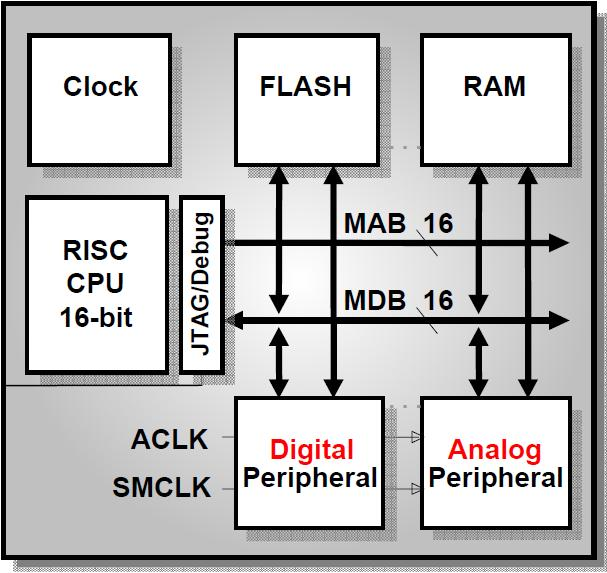 Clock
FLASH
RAM
RISC
CPU
16-bit
JTAG/Debug
MAB 16
MDB 16
ACLK
SMCLK
Digital
Peripheral
Analog
Peripheral